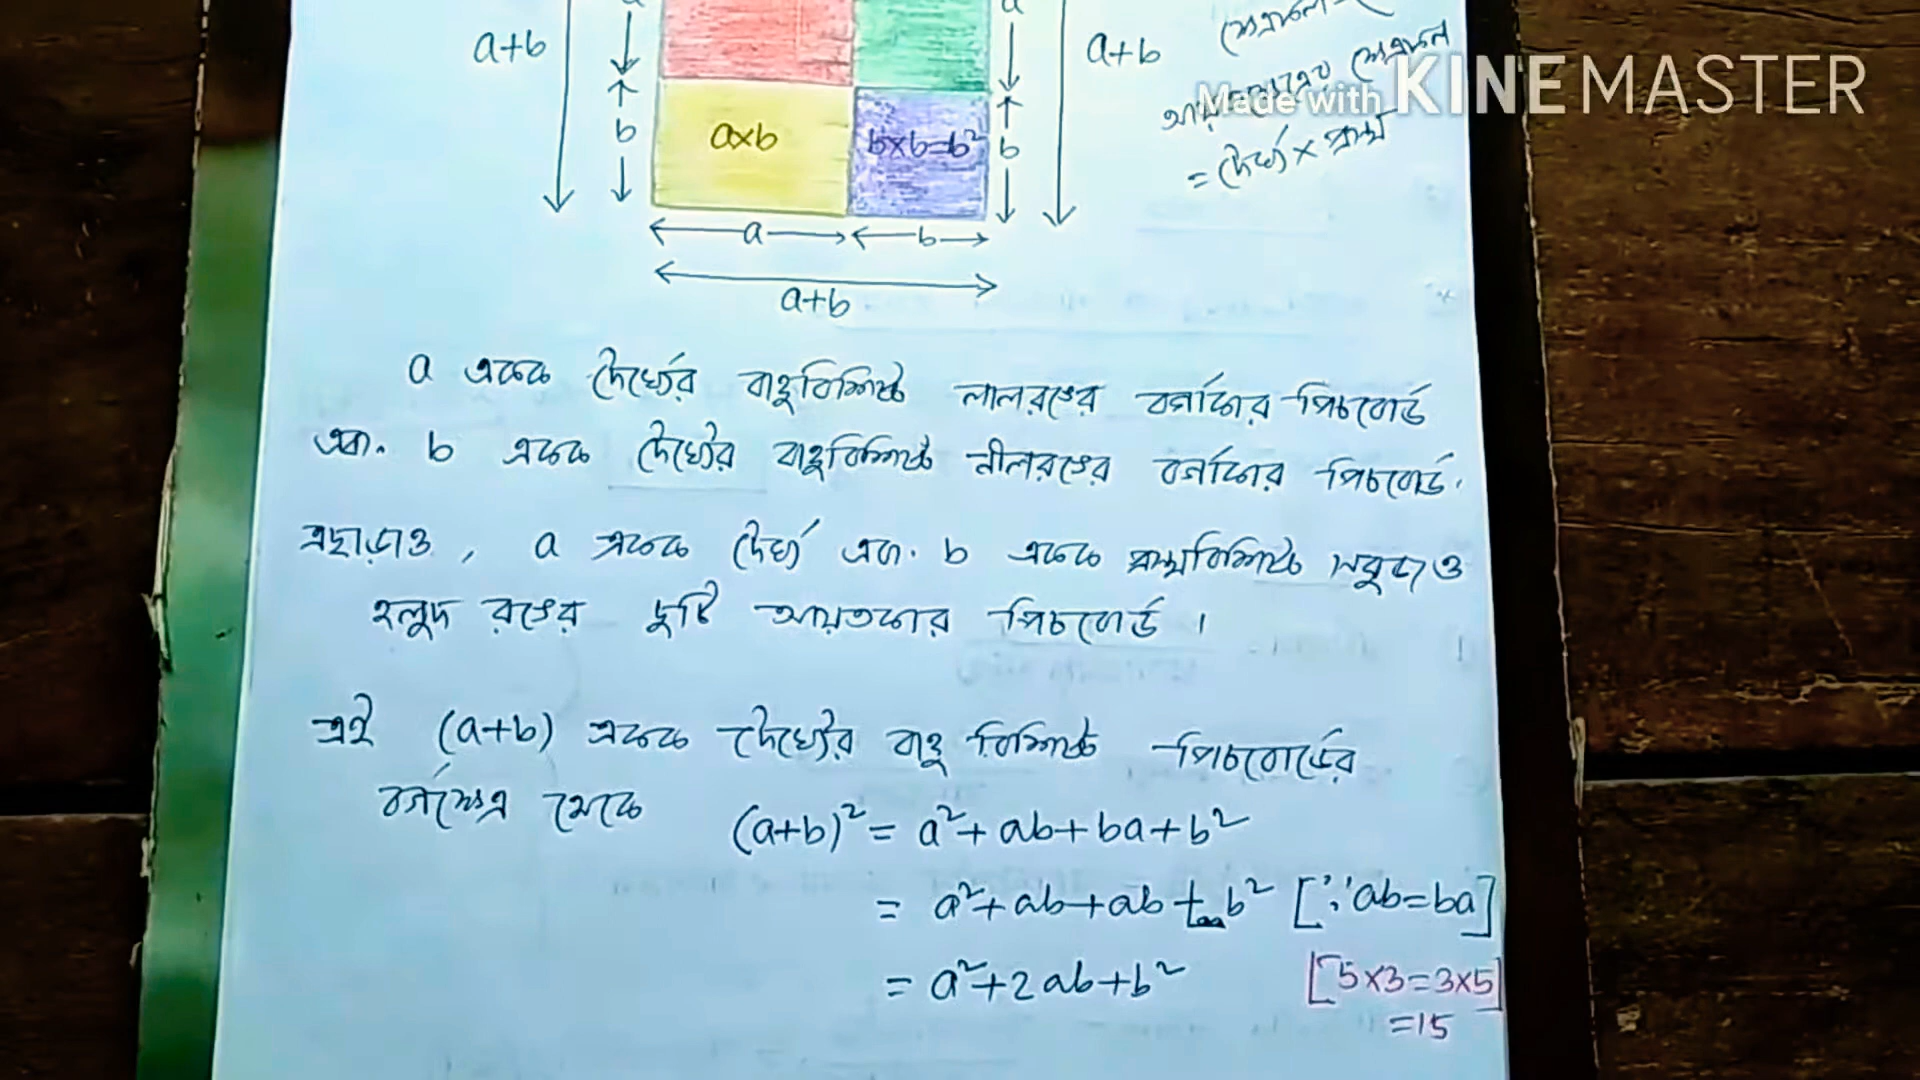 a
a
a+b
a+b
ক্ষেত্রফল
আয়তক্ষেত্রের ক্ষেত্রফল
= দৈর্ঘ্য × প্রস্থ
Made with KINEMASTER
b
a×b
b×b=b²
b
a
b
a+b
a একক দৈর্ঘ্যের বাহুবিশিষ্ট লালরঙের বর্গাকার পিচবোর্ড
এবং b একক দৈর্ঘ্যের বাহুবিশিষ্ট নীলরঙের বর্গাকার পিচবোর্ড।
এছাড়াও, a একক দৈর্ঘ্য এবং b একক প্রস্থবিশিষ্ট সবুজ ও
হলুদ রঙের দুটি আয়তকার পিচবোর্ড।
এই (a+b) একক দৈর্ঘ্যের বাহু বিশিষ্ট পিচবোর্ডের
বর্গক্ষেত্র থেকে (a+b)² = a²+ab+ba+b²
= a²+ab+ab+b² [∵ab=ba]
= a²+2ab+b² [5×3=3×5]
=15